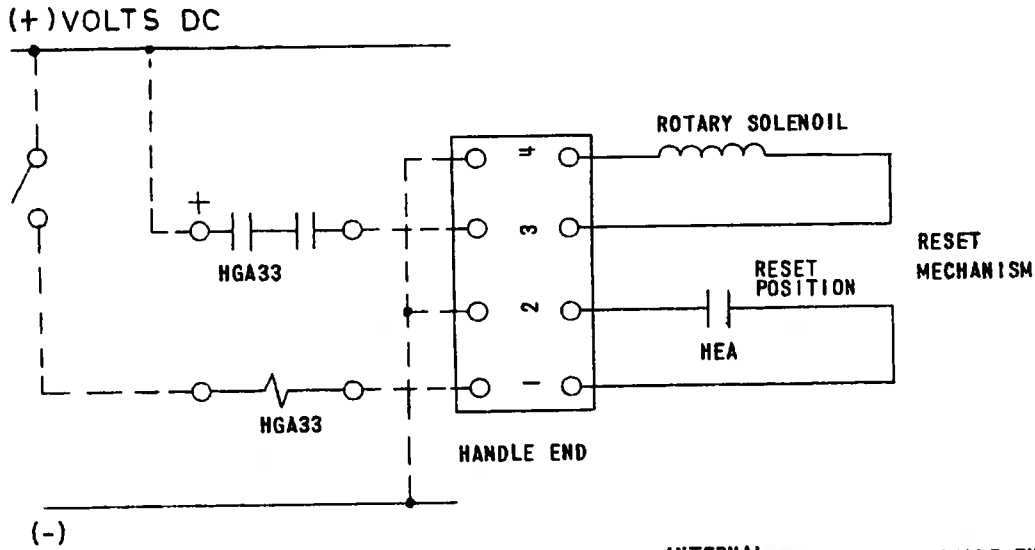 (+)VOLTS DC
ROTARY SOLENOIL
4
+
3
HGA33
RESET
MECHANISM
RESET
POSITION
2
HEA
1
HGA33
HANDLE END
(-)